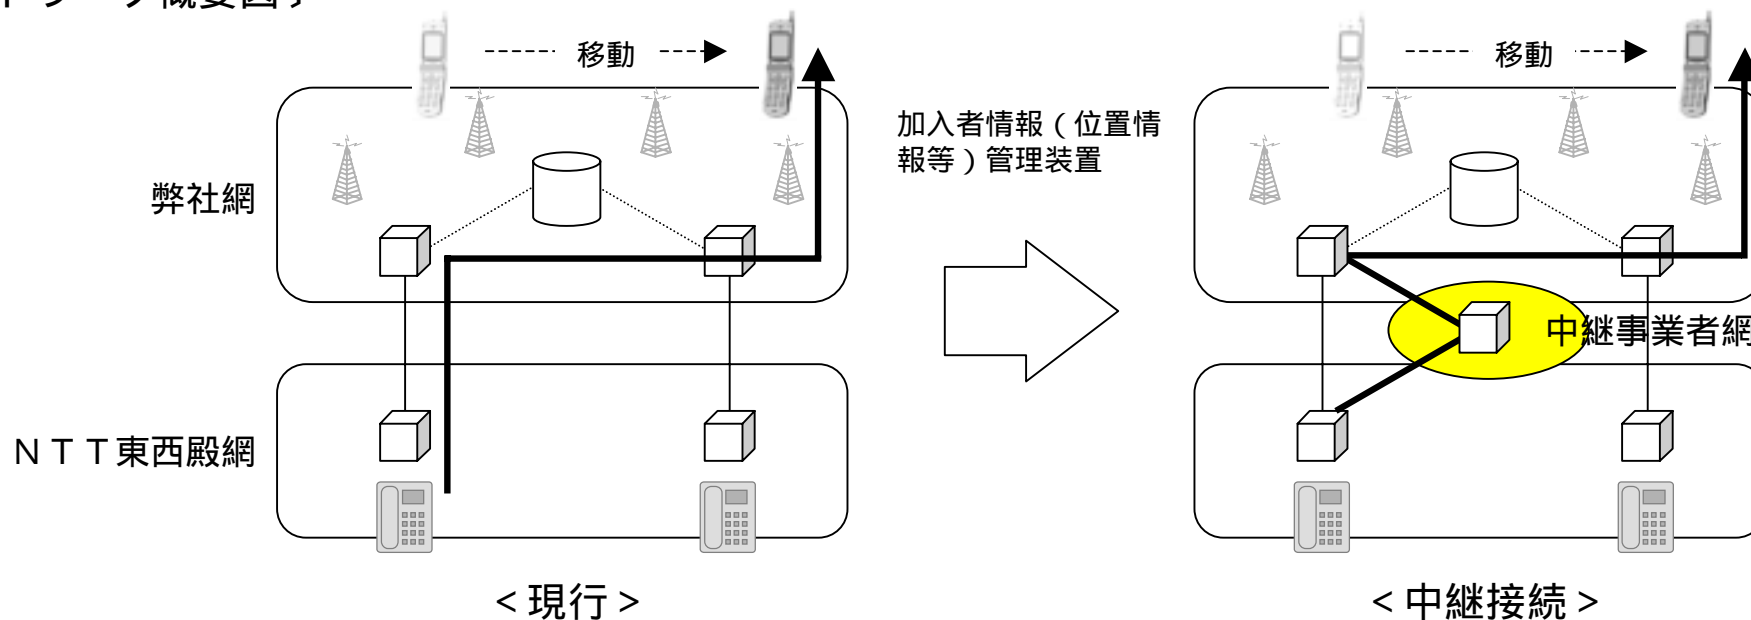 移動
移動
加入者情報（位置情
報等）管理装置
弊社網
中継事業者網
ＮＴＴ東西殿網
＜現行＞
＜中継接続＞